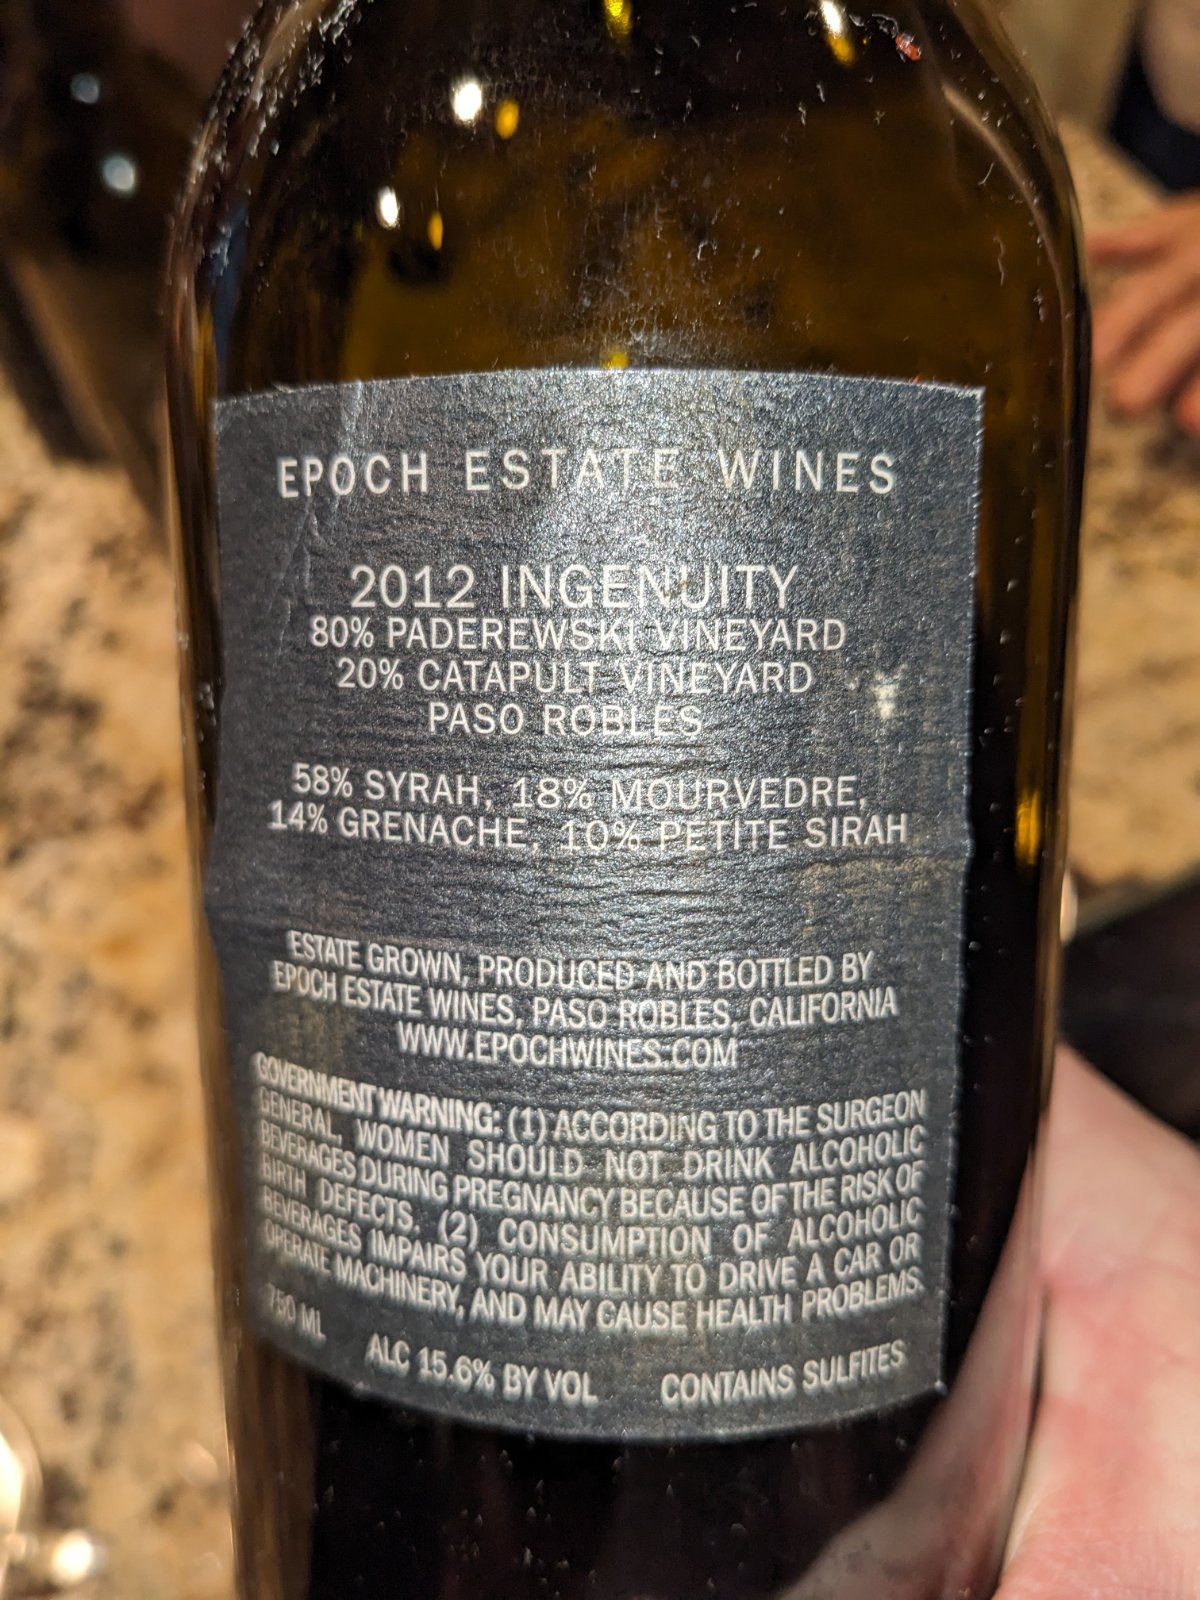 EPOCH ESTATE WINES
2012 INGENUITY
80% PADEREWSKI VINEYARD
20% CATAPULT VINEYARD
PASO ROBLES
58% SYRAH, 18% MOURVEDRE,
14% GRENACHE, 10% PETITE SIRAH
ESTATE GROWN, PRODUCED AND BOTTLED BY
EPOCH ESTATE WINES, PASO ROBLES, CALIFORNIA
WWW.EPOCHWINES.COM
GOVERNMENT WARNING: (1) ACCORDING TO THE SURGEON
GENERAL, WOMEN SHOULD NOT DRINK ALCOHOLIC
BEVERAGES DURING PREGNANCY BECAUSE OF THE RISK OF
BIRTH DEFECTS. (2) CONSUMPTION OF ALCOHOLIC
BEVERAGES IMPAIRS YOUR ABILITY TO DRIVE A CAR OR
OPERATE MACHINERY, AND MAY CAUSE HEALTH PROBLEMS.
750 ML ALC 15.6% BY VOL CONTAINS SULFITES